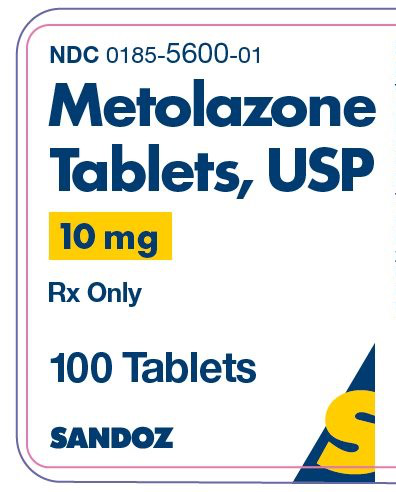 NDC 0185-5600-01
Metolazone
Tablets, USP
10 mg
Rx Only
100 Tablets
SANDOZ
S